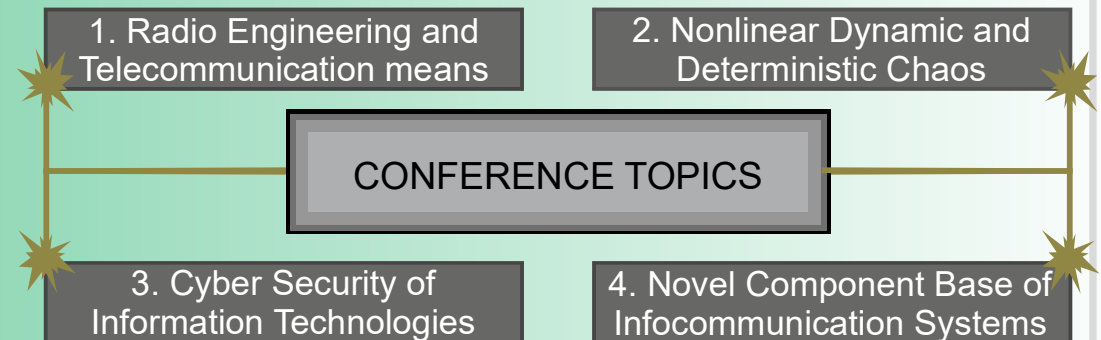 1. Radio Engineering and
Telecommunication means
2. Nonlinear Dynamic and
Deterministic Chaos
CONFERENCE TOPICS
3. Cyber Security of
Information Technologies
4. Novel Component Base of
Infocommunication Systems